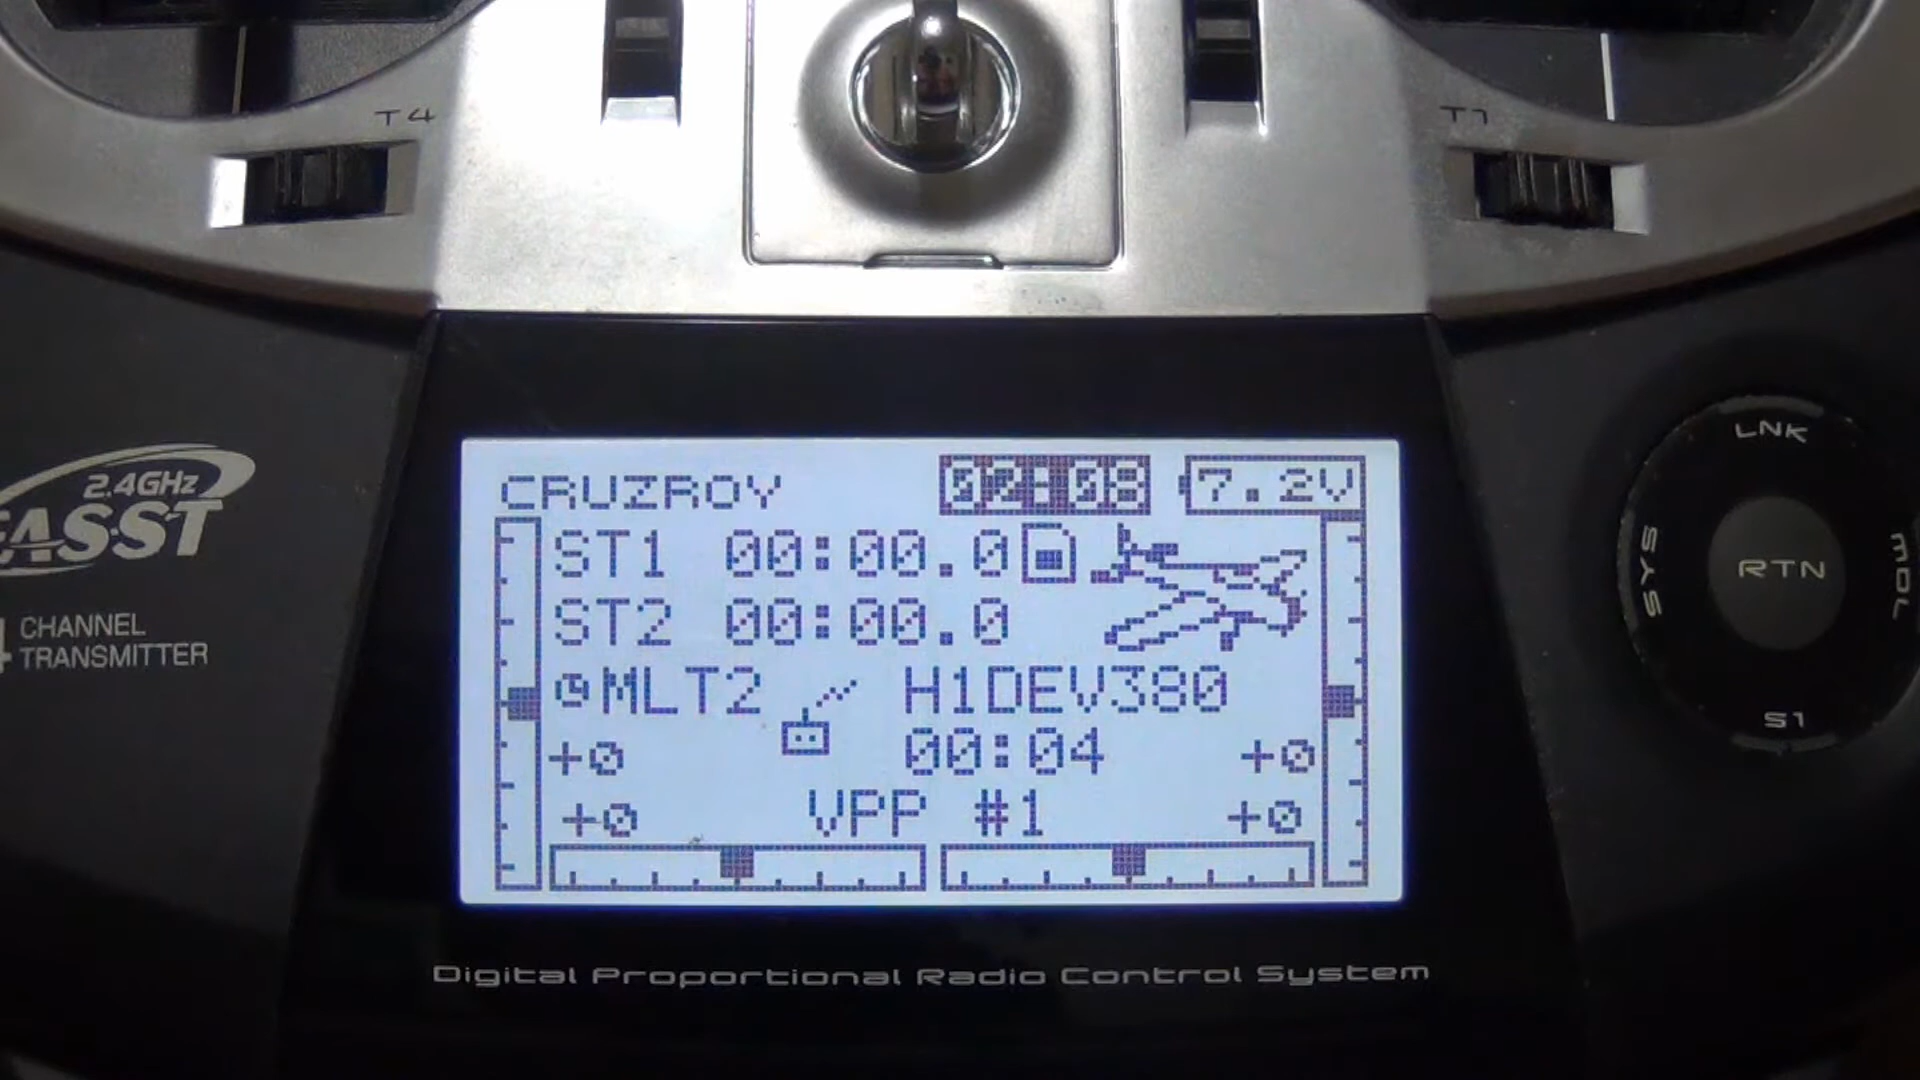 T4
T1
2.4GHz
FASST
CHANNEL
TRANSMITTER
CRUZROY 02:08 7.2V
ST1 00:00.0
ST2 00:00.0
MLT2 H1DEV380
+0 00:04 +0
+0 VPP #1 +0
LNK
SYS RTN MDL
S1
Digital Proportional Radio Control System